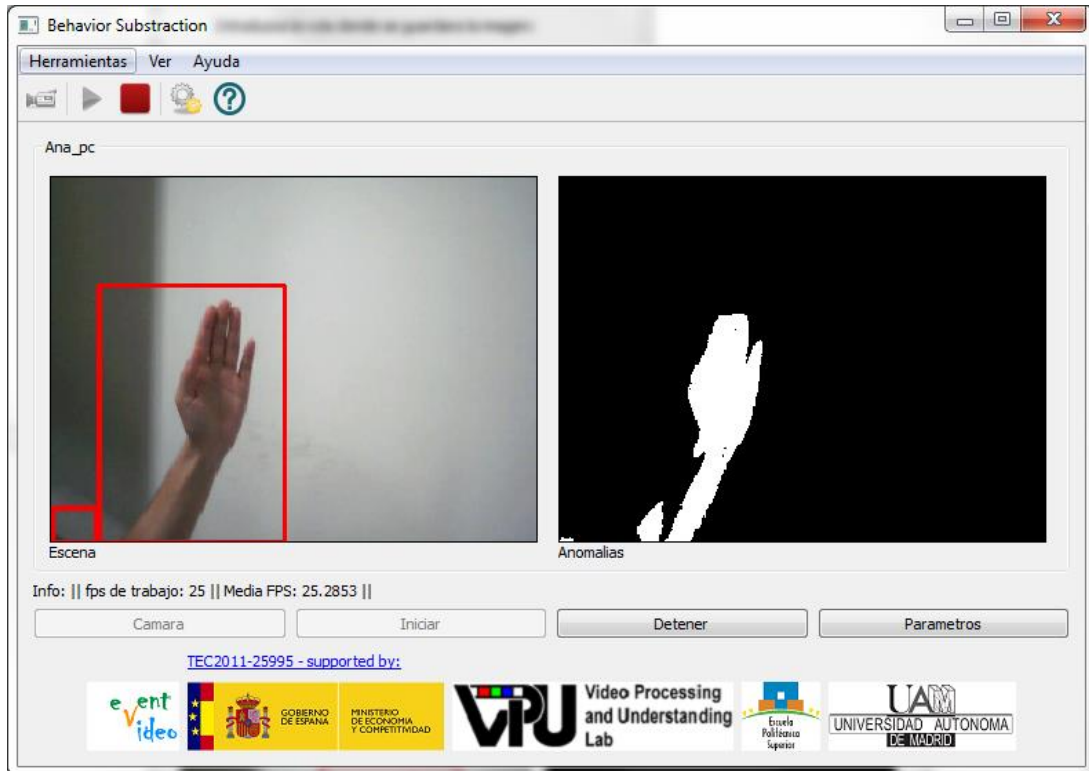 Behavior Substraction
Herramientas Ver Ayuda
Ana_pc
Escena
Anomalias
Info: || fps de trabajo: 25 || Media FPS: 25.2853 ||
Camara Iniciar Detener Parametros
TEC2011-25995 - supported by:
event
Video
GOBIERNO
DE ESPAÑA
MINISTERIO
DE ECONOMIA
Y COMPETITIVIDAD
VPU
Video Processing
and Understanding
Lab
Escuela
Politécnica
Superior
UAM
UNIVERSIDAD AUTONOMA
DE MADRID